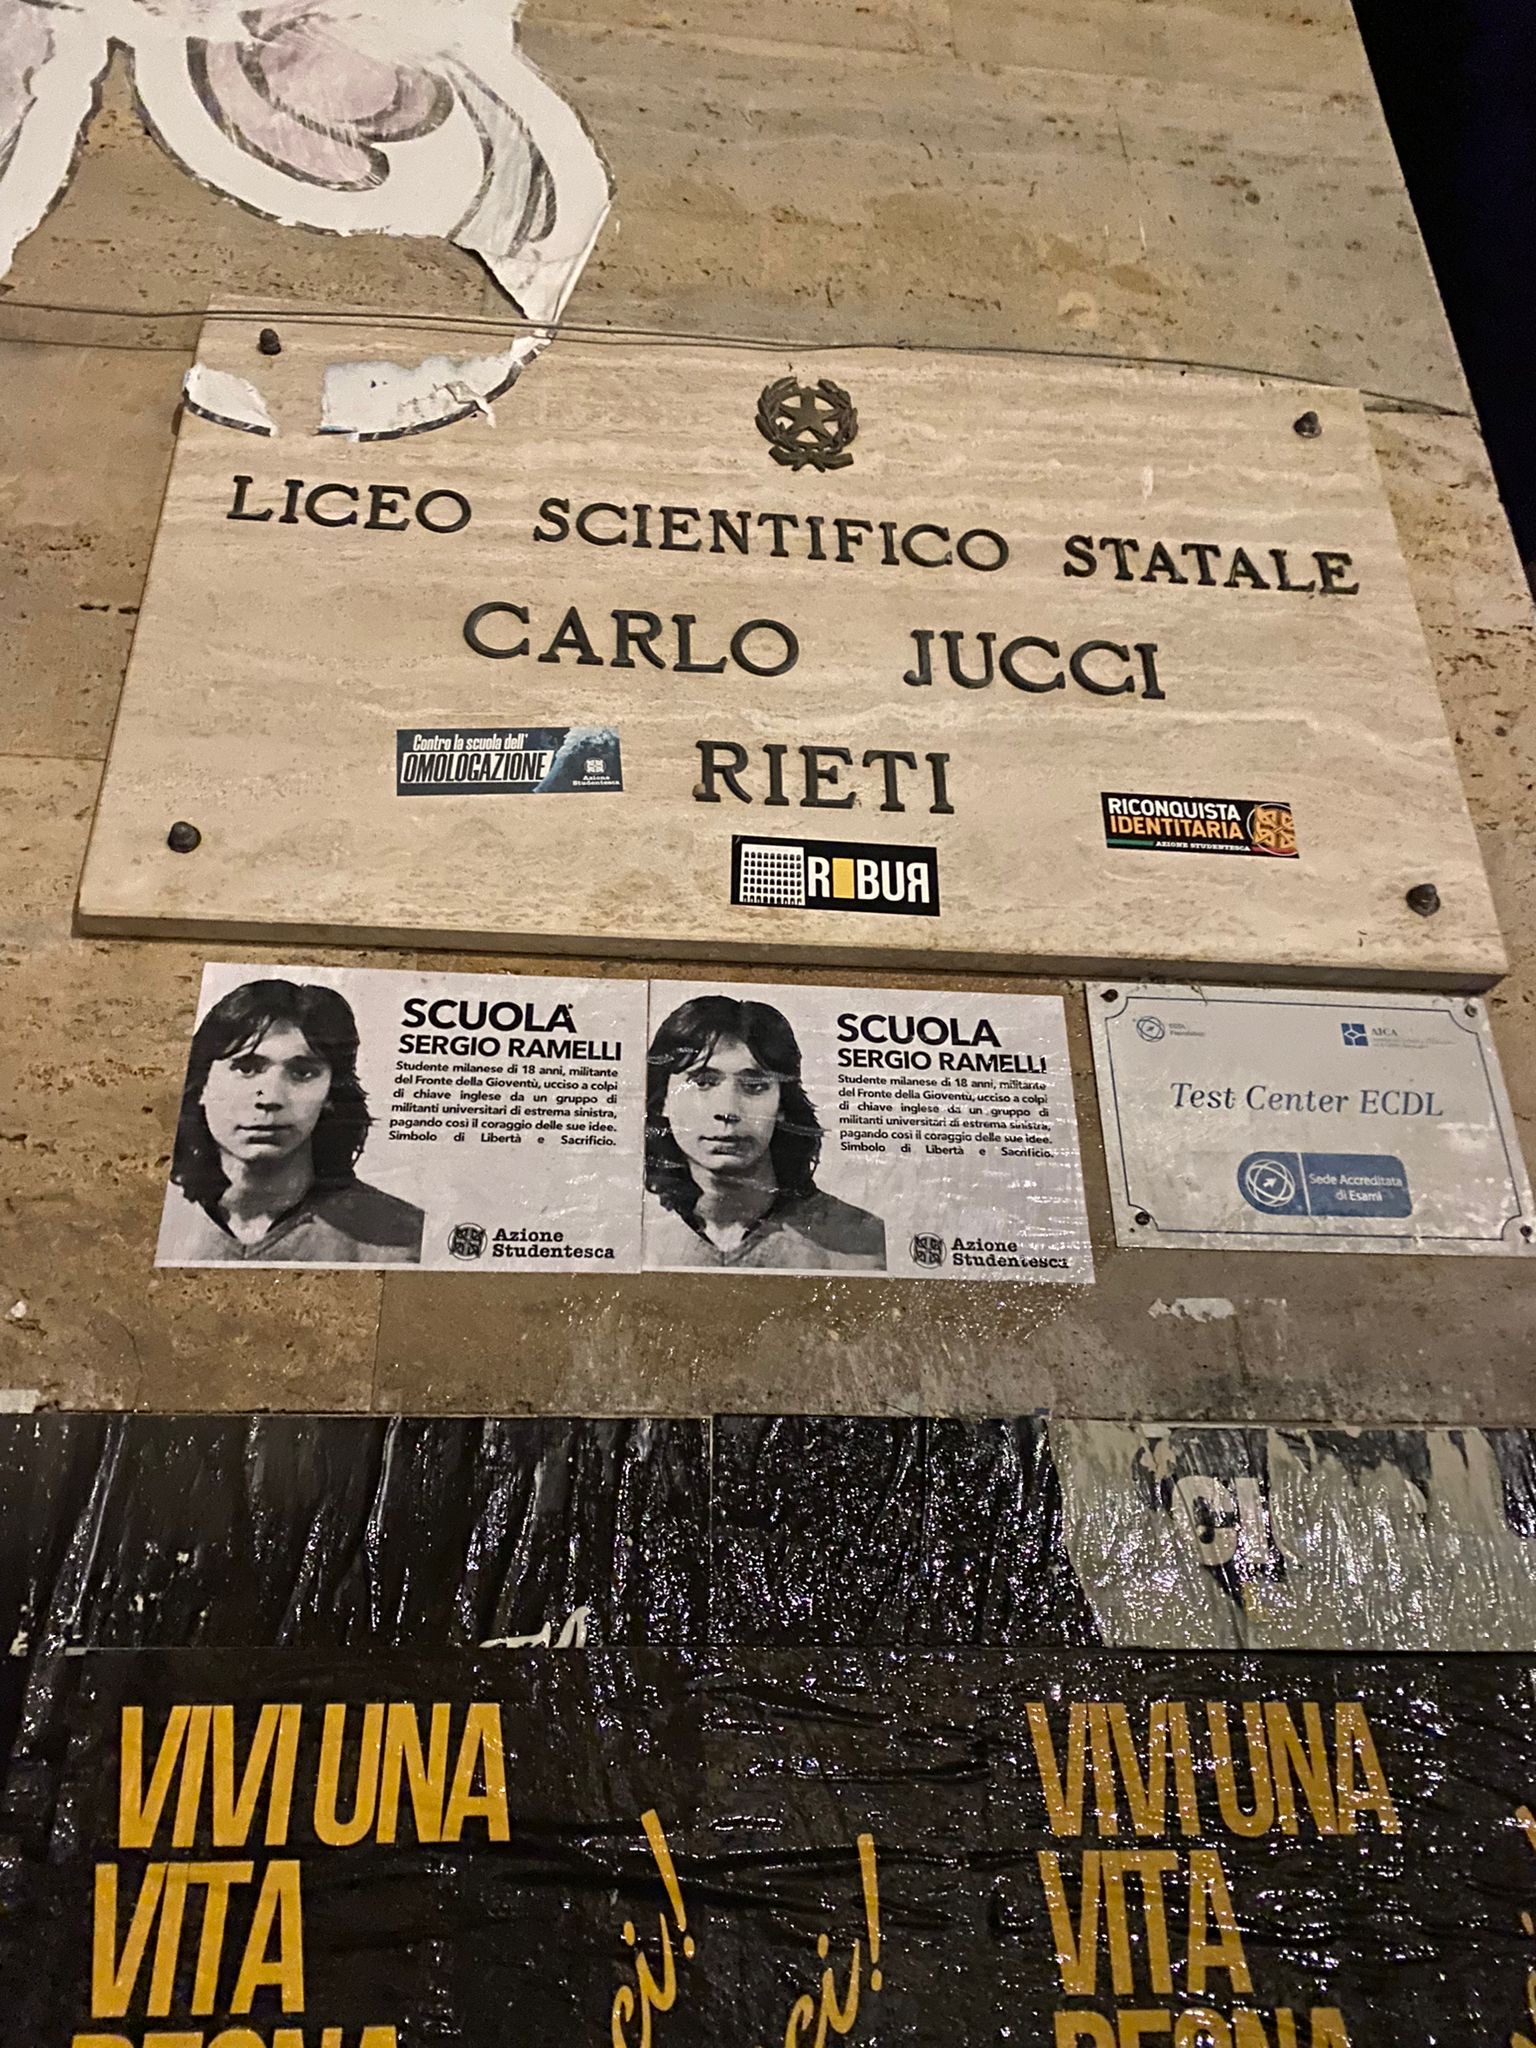 LICEO SCIENTIFICO STATALE
CARLO JUCCI
RIETI
Contro la scuola dell'
OMOLOGAZIONE
Azione
Studentesca
RICONQUISTA
IDENTITARIA
AZIONE STUDENTESCA
ROBUR
SCUOLA
SERGIO RAMELLI
Studente milanese di 18 anni, militante
del Fronte della Gioventù, ucciso a colpi
di chiave inglese da un gruppo di
militanti universitari di estrema sinistra,
pagando così il coraggio delle sue idee.
Simbolo di Libertà e Sacrificio.
Azione
Studentesca
SCUOLA
SERGIO RAMELLI
Studente milanese di 18 anni, militante
del Fronte della Gioventù, ucciso a colpi
di chiave inglese da un gruppo di
militanti universitari di estrema sinistra,
pagando così il coraggio delle sue idee.
Simbolo di Libertà e Sacrificio.
Azione
Studentesca
ECDL
Foundation
AICA
Test Center ECDL
Sede Accreditata
di Esami
VIVI UNA
VITA
ci!
ci!
VIVI UNA
VITA